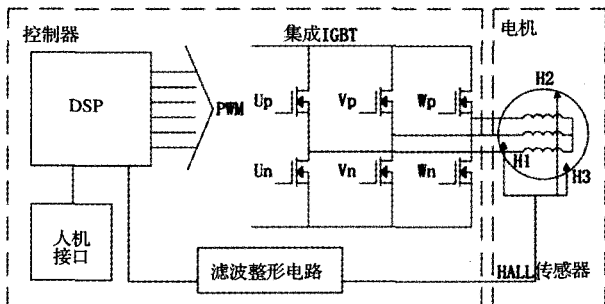 控制器
集成IGBT
电机
DSP
PWM
Up
Vp
Wp
H2
Un
Vn
Wn
H1
H3
人机
接口
滤波整形电路
HALL传感器